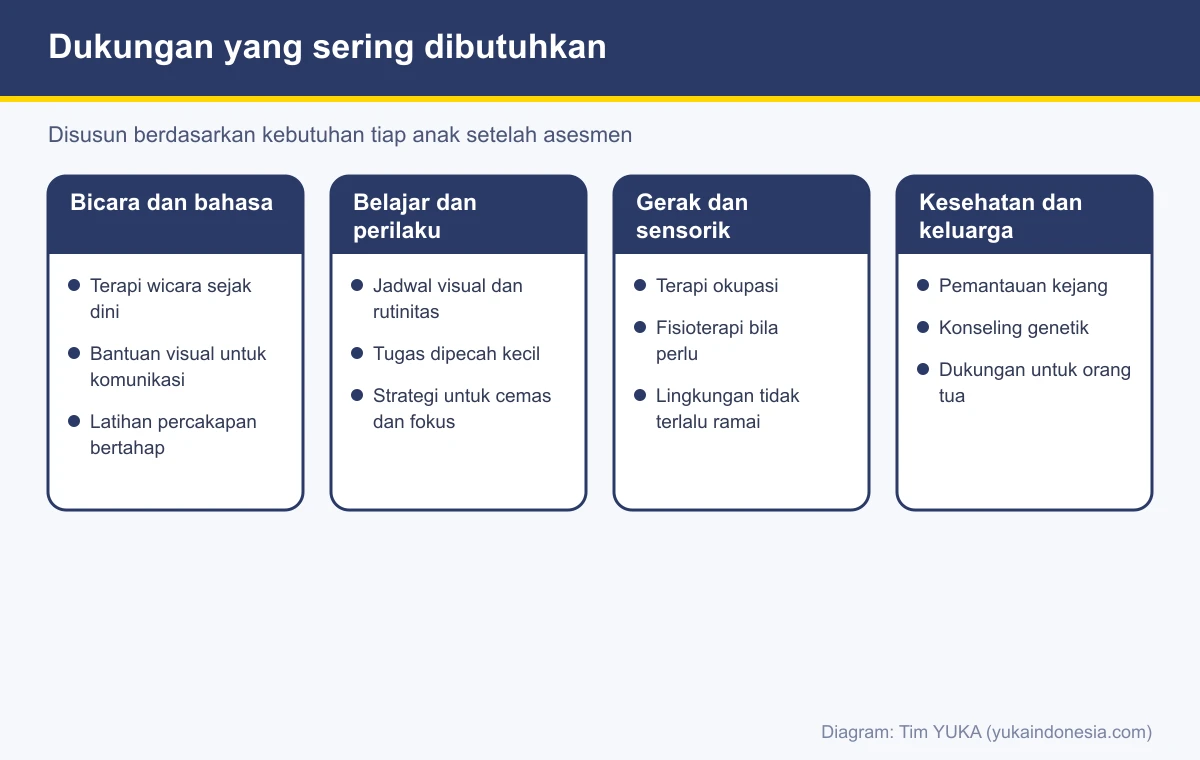 Dukungan yang sering dibutuhkan
Disusun berdasarkan kebutuhan tiap anak setelah asesmen
Bicara dan bahasa
Terapi wicara sejak
dini
Bantuan visual untuk
komunikasi
Latihan percakapan
bertahap
Belajar dan
perilaku
Jadwal visual dan
rutinitas
Tugas dipecah kecil
Strategi untuk cemas
dan fokus
Gerak dan
sensorik
Terapi okupasi
Fisioterapi bila
perlu
Lingkungan tidak
terlalu ramai
Kesehatan dan
keluarga
Pemantauan kejang
Konseling genetik
Dukungan untuk orang
tua
Diagram: Tim YUKA (yukaindonesia.com)